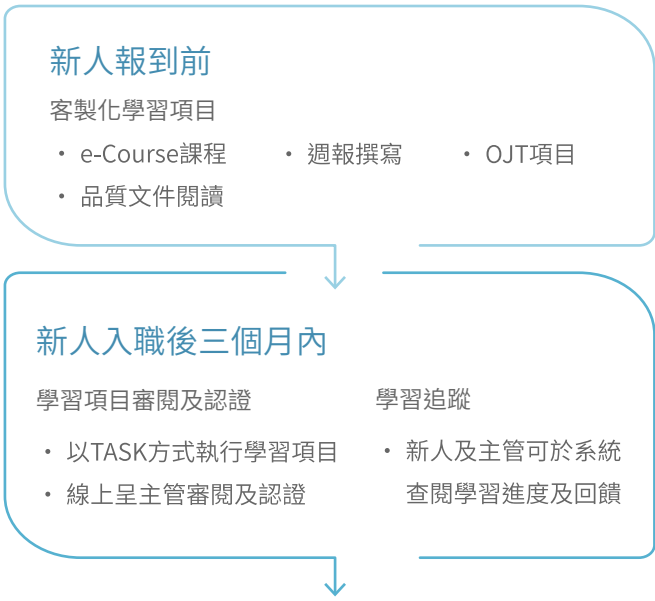 新人報到前
客製化學習項目
・ e-Course課程 ・ 週報撰寫 ・ OJT項目
・ 品質文件閱讀
新人入職後三個月內
學習項目審閱及認證
・ 以TASK方式執行學習項目
・ 線上呈主管審閱及認證
學習追蹤
・ 新人及主管可於系統
查閱學習進度及回饋